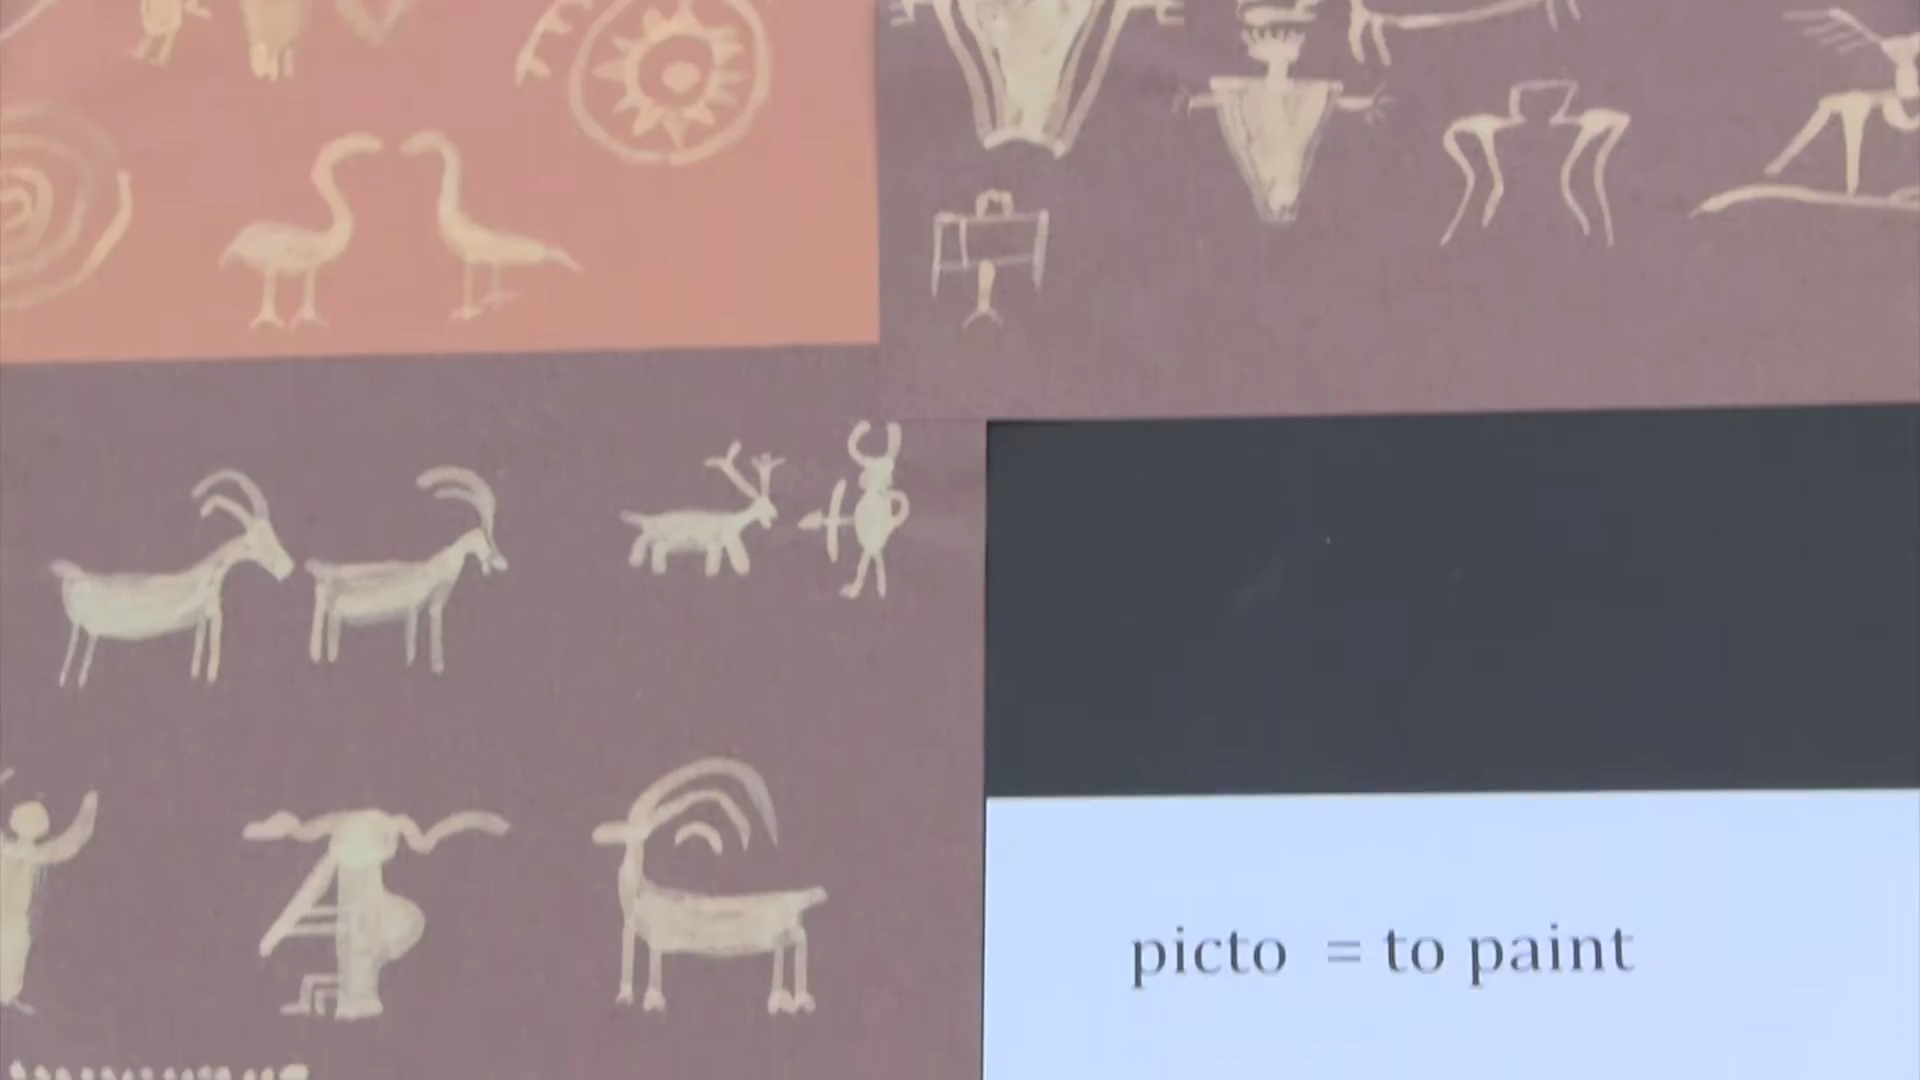 picto = to paint